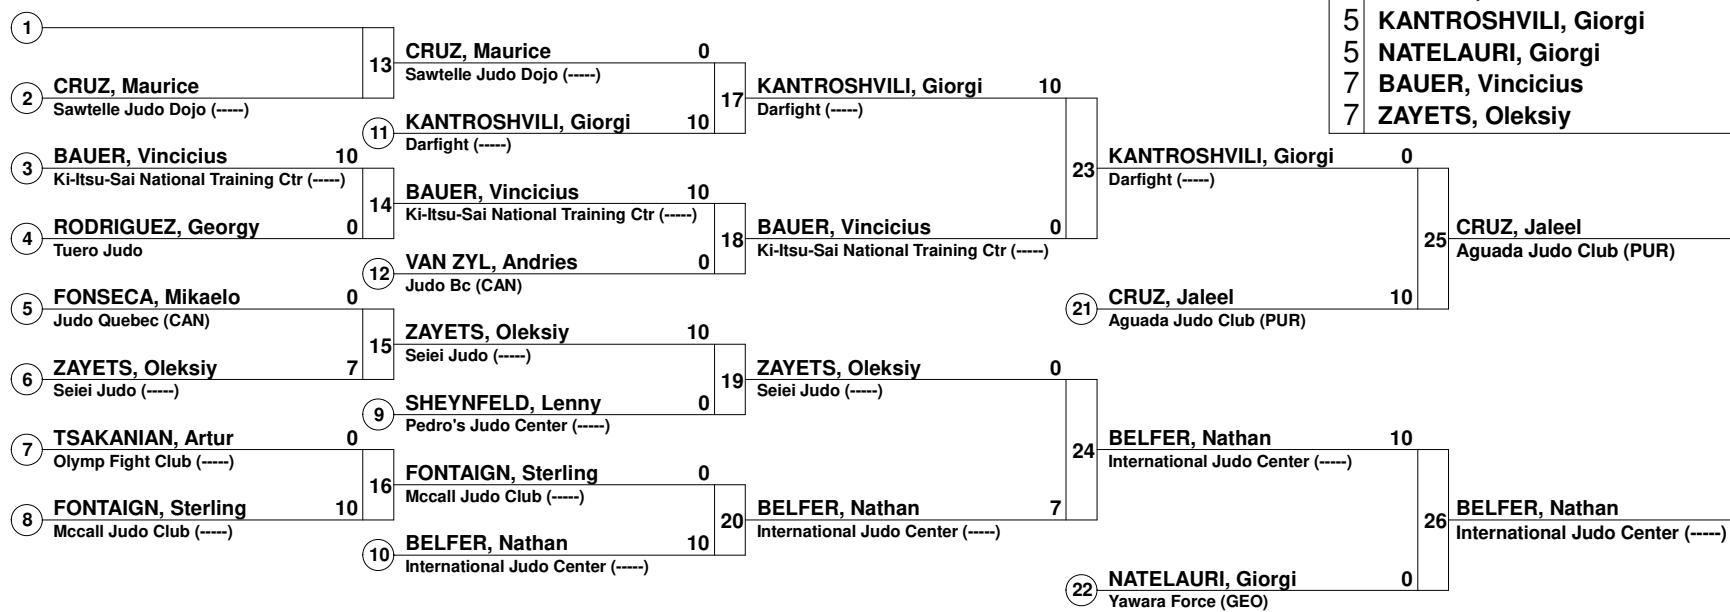 1
13
CRUZ, Maurice 0
Sawtelle Judo Dojo (-----)
2
CRUZ, Maurice
Sawtelle Judo Dojo (-----)
17
KANTROSHVILI, Giorgi 10
Darfight (-----)
11
KANTROSHVILI, Giorgi 10
Darfight (-----)
3
BAUER, Vincicius 10
Ki-Itsu-Sai National Training Ctr (-----)
14
BAUER, Vincicius 10
Ki-Itsu-Sai National Training Ctr (-----)
4
RODRIGUEZ, Georgy 0
Tuero Judo
18
BAUER, Vincicius 0
Ki-Itsu-Sai National Training Ctr (-----)
12
VAN ZYL, Andries 0
Judo Bc (CAN)
23
KANTROSHVILI, Giorgi 0
Darfight (-----)
25
CRUZ, Jaleel
Aguada Judo Club (PUR)
21
CRUZ, Jaleel 10
Aguada Judo Club (PUR)
5
FONSECA, Mikaelo 0
Judo Quebec (CAN)
15
ZAYETS, Oleksiy 10
Seiei Judo (-----)
6
ZAYETS, Oleksiy 7
Seiei Judo (-----)
19
ZAYETS, Oleksiy 0
Seiei Judo (-----)
9
SHEYNFELD, Lenny 0
Pedro's Judo Center (-----)
7
TSAKANIAN, Artur 0
Olymp Fight Club (-----)
16
FONTAIGN, Sterling 0
Mccall Judo Club (-----)
8
FONTAIGN, Sterling 10
Mccall Judo Club (-----)
20
BELFER, Nathan 7
International Judo Center (-----)
10
BELFER, Nathan 10
International Judo Center (-----)
24
BELFER, Nathan 10
International Judo Center (-----)
26
BELFER, Nathan
International Judo Center (-----)
22
NATELAURI, Giorgi 0
Yawara Force (GEO)
5 KANTROSHVILI, Giorgi
5 NATELAURI, Giorgi
7 BAUER, Vincicius
7 ZAYETS, Oleksiy